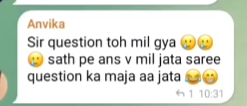 Anvika
Sir question toh mil gya 🥲🥲
🥲 sath pe ans v mil jata saree
question ka maja aa jata 😂😁
1 10:31